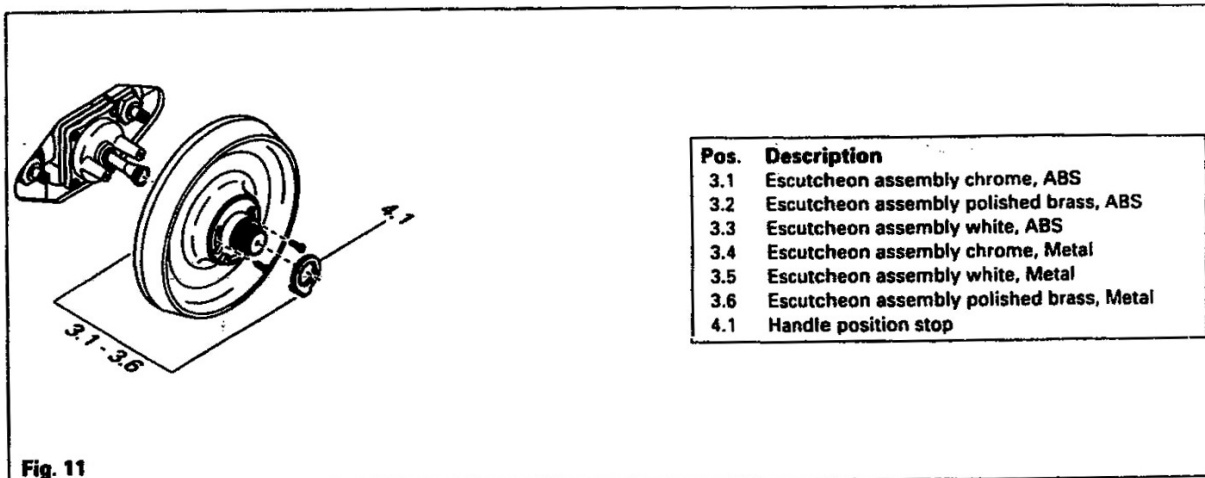 4.1
3.1 - 3.6
Fig. 11
Pos. Description
3.1 Escutcheon assembly chrome, ABS
3.2 Escutcheon assembly polished brass, ABS
3.3 Escutcheon assembly white, ABS
3.4 Escutcheon assembly chrome, Metal
3.5 Escutcheon assembly white, Metal
3.6 Escutcheon assembly polished brass, Metal
4.1 Handle position stop